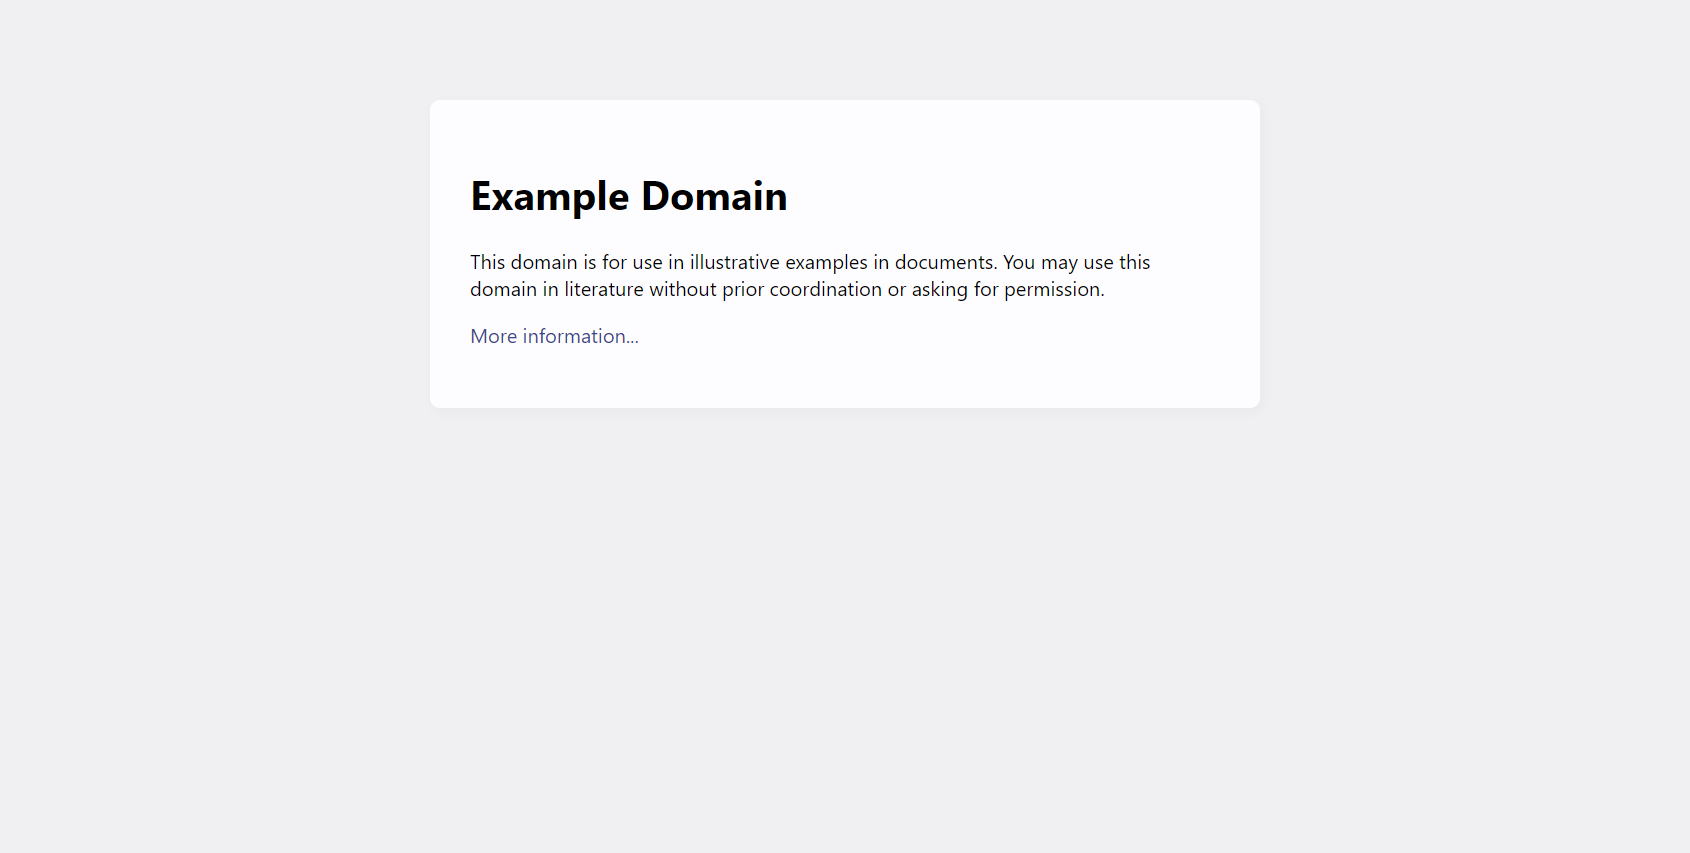 Example Domain
This domain is for use in illustrative examples in documents. You may use this
domain in literature without prior coordination or asking for permission.
More information...